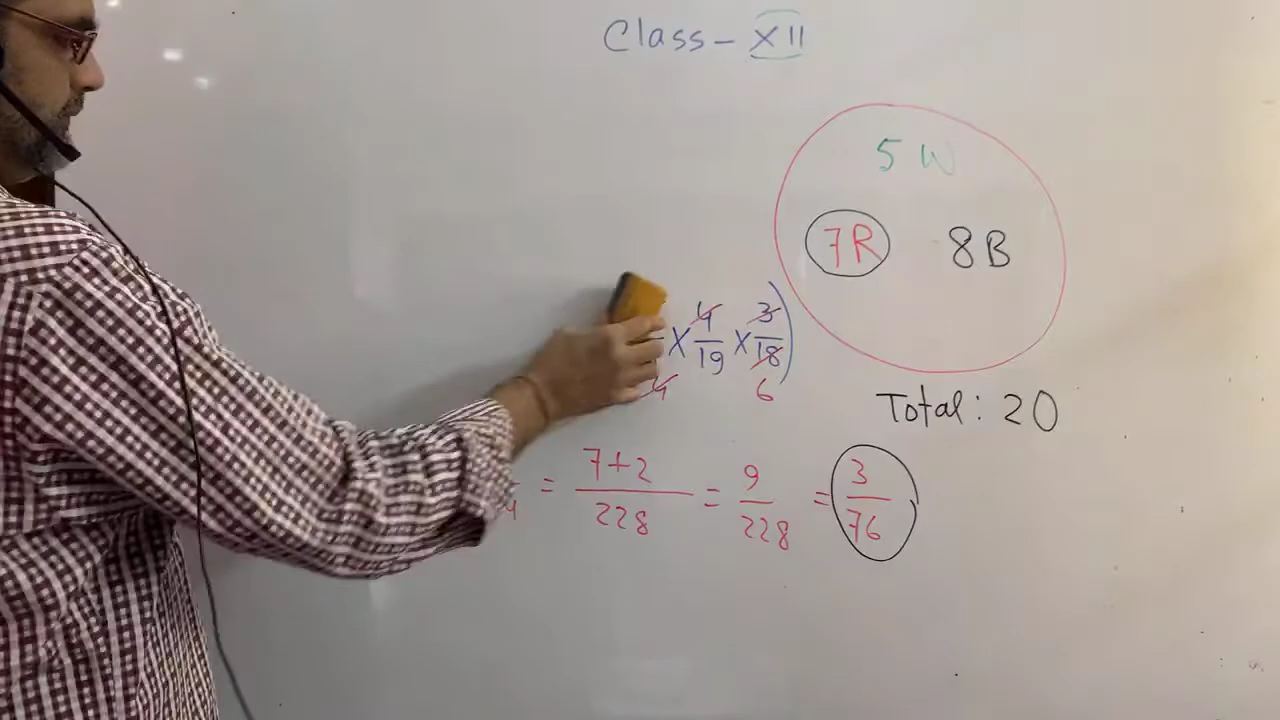 Class - XII
5 W
7R 8B
× 4/19 × 3/18)
4 6
Total: 20
= 7+2/228 = 9/228 = 3/76